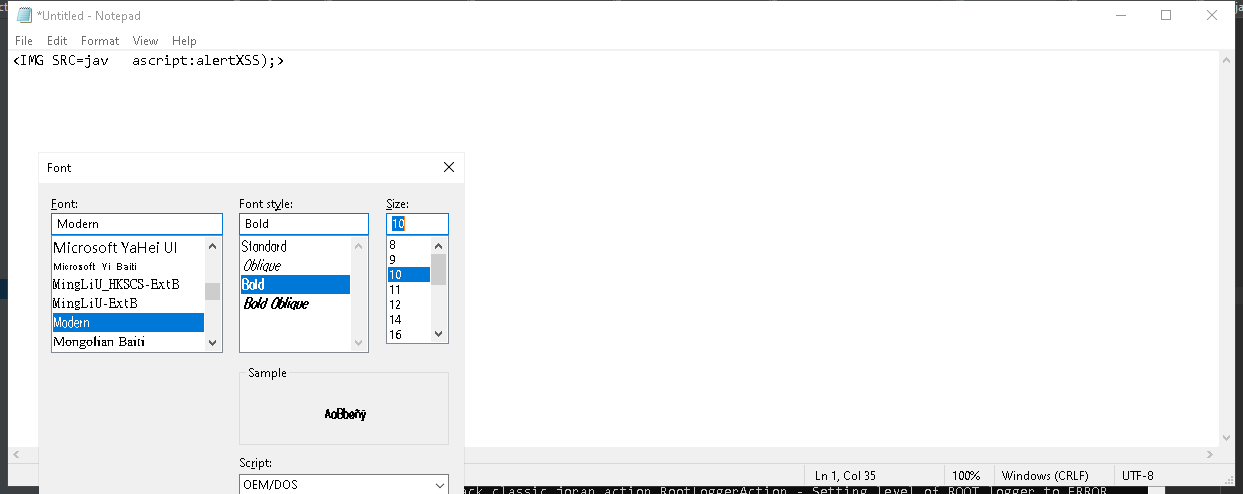 *Untitled - Notepad
File Edit Format View Help
<IMG SRC=jav   ascript:alertXSS);>
Font
Font: Font style: Size:
Modern Bold 10
Microsoft YaHei UI Standard 8
Microsoft Yi Baiti Oblique 9
MingLiU_HKSCS-ExtB Bold 10
MingLiU-ExtB Bold Oblique 11
Modern 12
Mongolian Baiti 14
16
Sample
AaBbøñý
Script:
OEM/DOS
Ln 1, Col 35 100% Windows (CRLF) UTF-8
ack classic joran action RootLoggerAction - Setting level of ROOT logger to ERROR